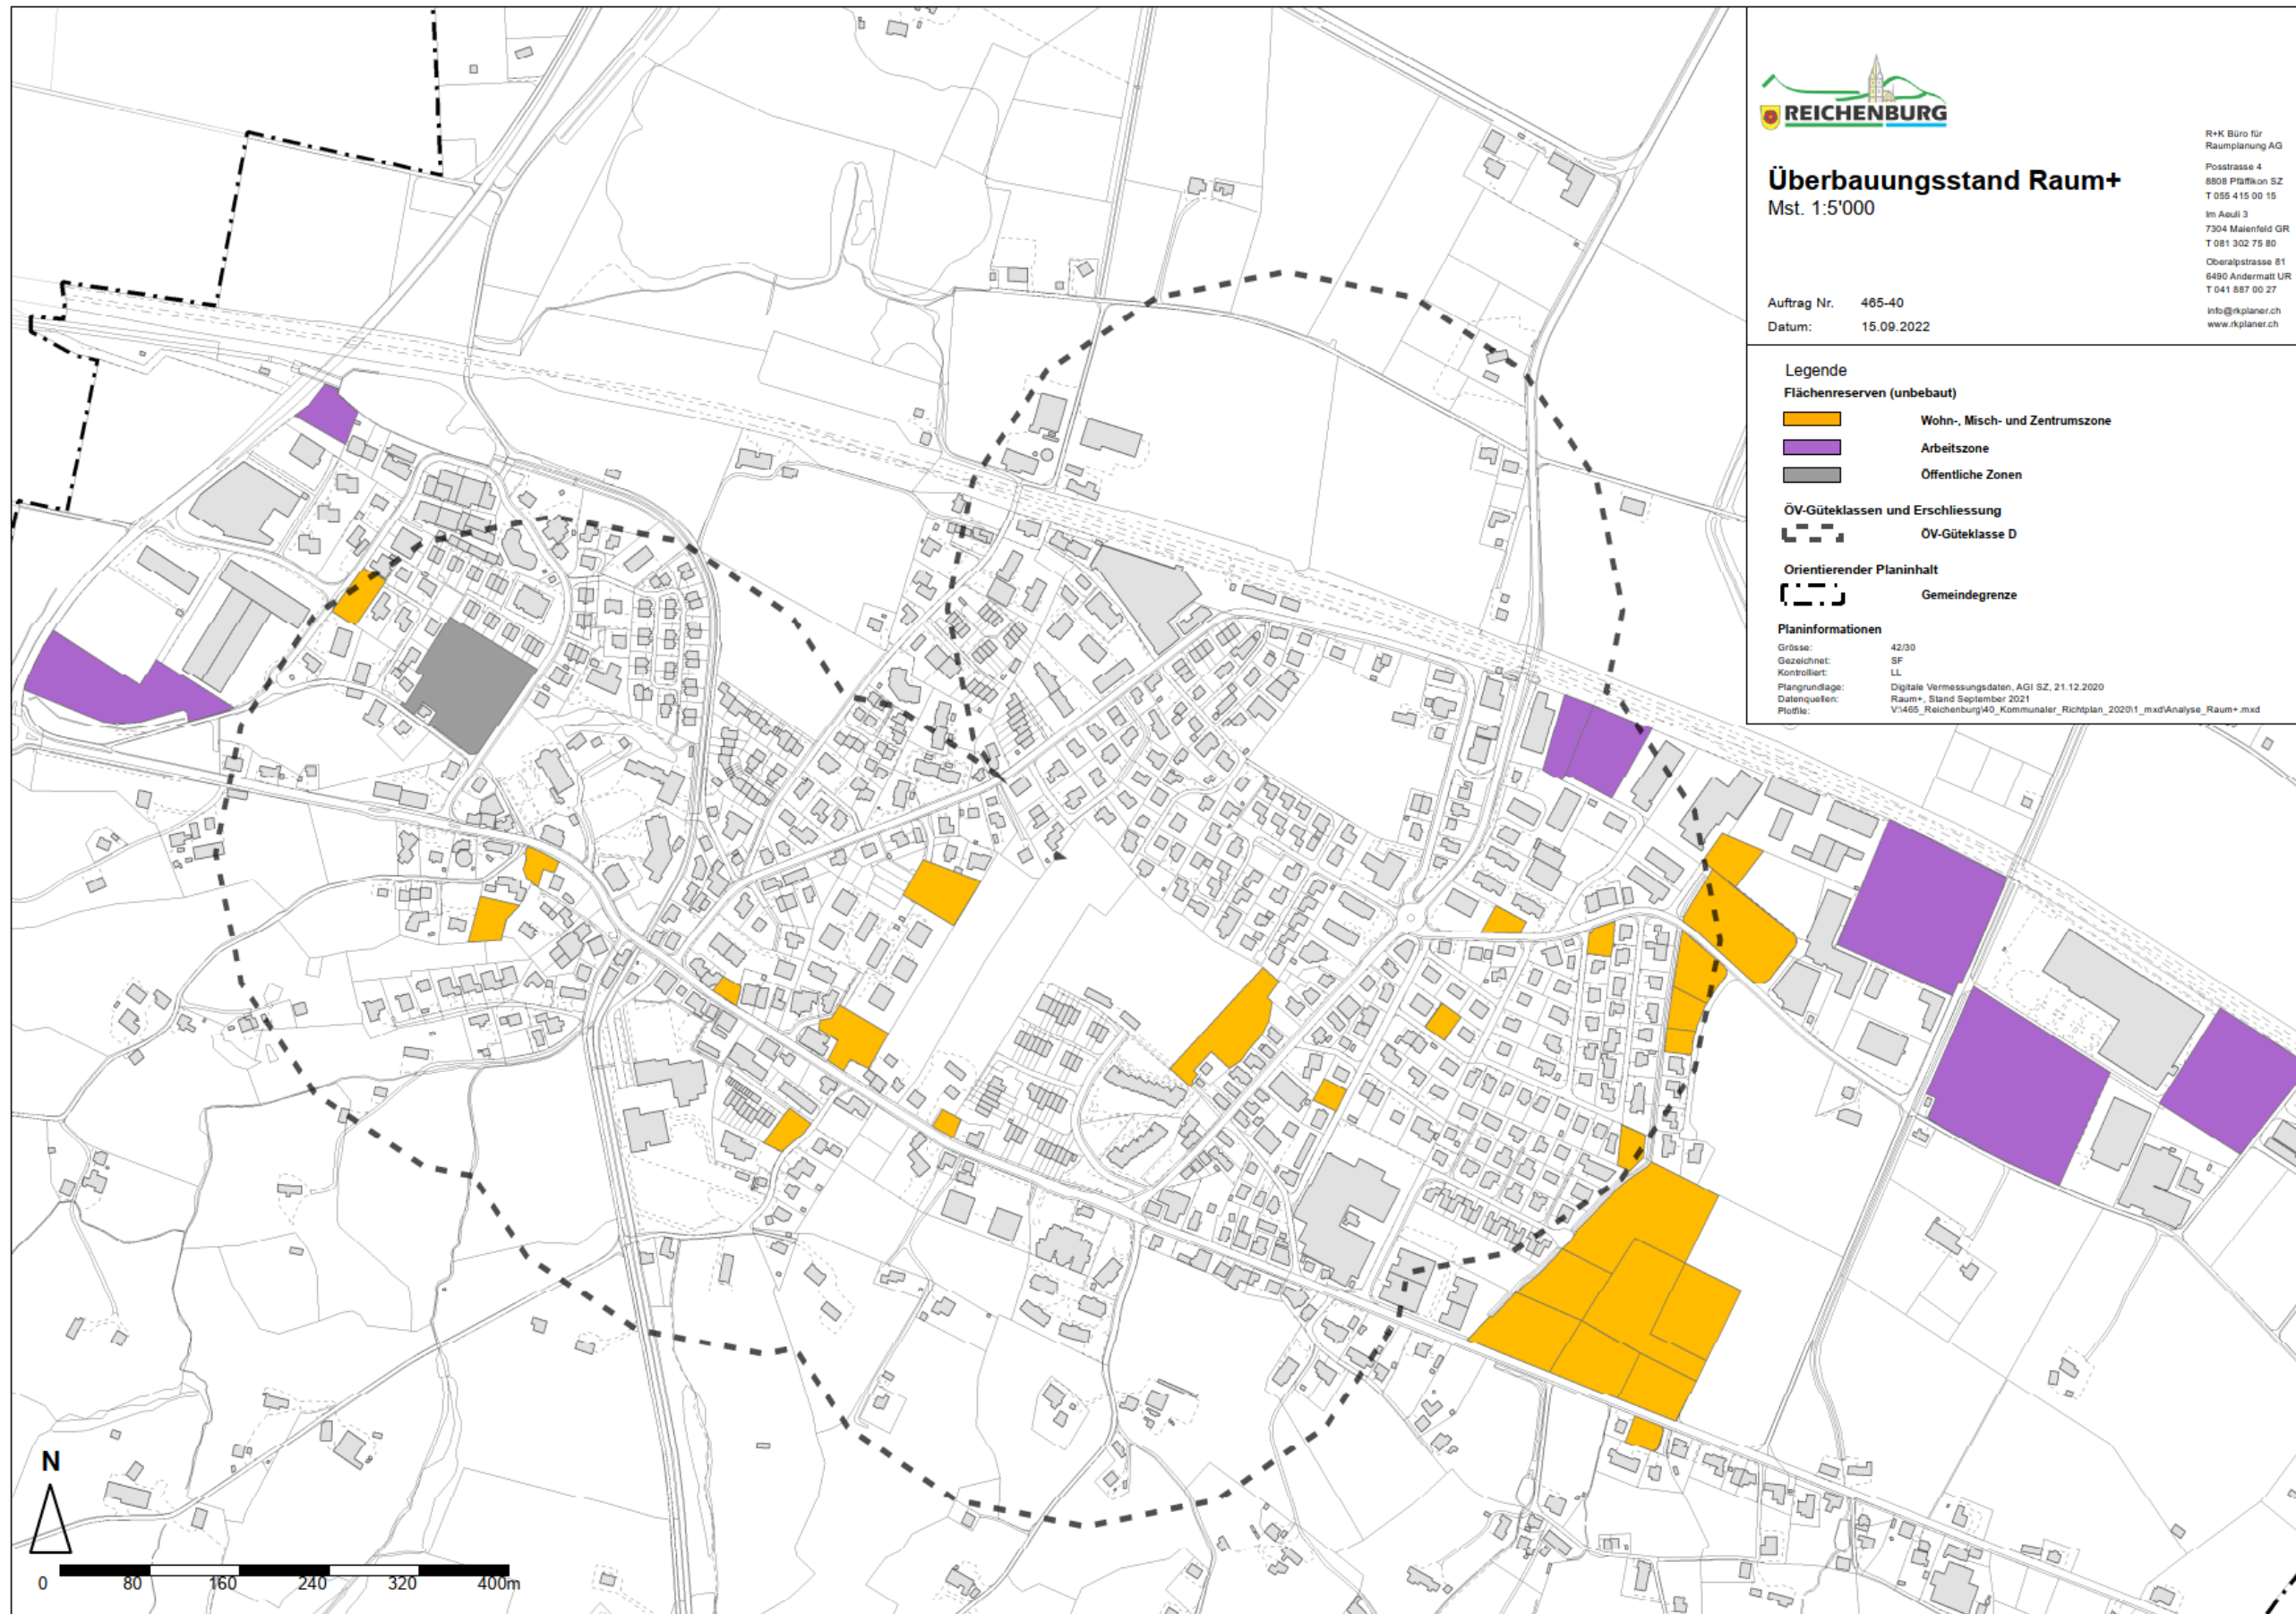 REICHENBURG
Überbauungsstand Raum+
Mst. 1:5'000
Auftrag Nr. 465-40
Datum: 15.09.2022
R+K Büro für
Raumplanung AG
Posstrasse 4
8808 Pfäffikon SZ
T 055 415 00 15
Im Aeuli 3
7304 Maienfeld GR
T 081 302 75 80
Oberalpstrasse 81
6490 Andermatt UR
T 041 887 00 27
info@rkplaner.ch
www.rkplaner.ch
Legende
Flächenreserven (unbebaut)
Wohn-, Misch- und Zentrumszone
Arbeitszone
Öffentliche Zonen
ÖV-Güteklassen und Erschliessung
ÖV-Güteklasse D
Orientierender Planinhalt
Gemeindegrenze
Planinformationen
Grösse: 42/30
Gezeichnet: SF
Kontrolliert: LL
Plangrundlage: Digitale Vermessungsdaten, AGI SZ, 21.12.2020
Datenquellen: Raum+, Stand September 2021
Plotfile: V:\465_Reichenburg\40_Kommunaler_Richtplan_2020\1_mxd\Analyse_Raum+.mxd
N
0 80 160 240 320 400m